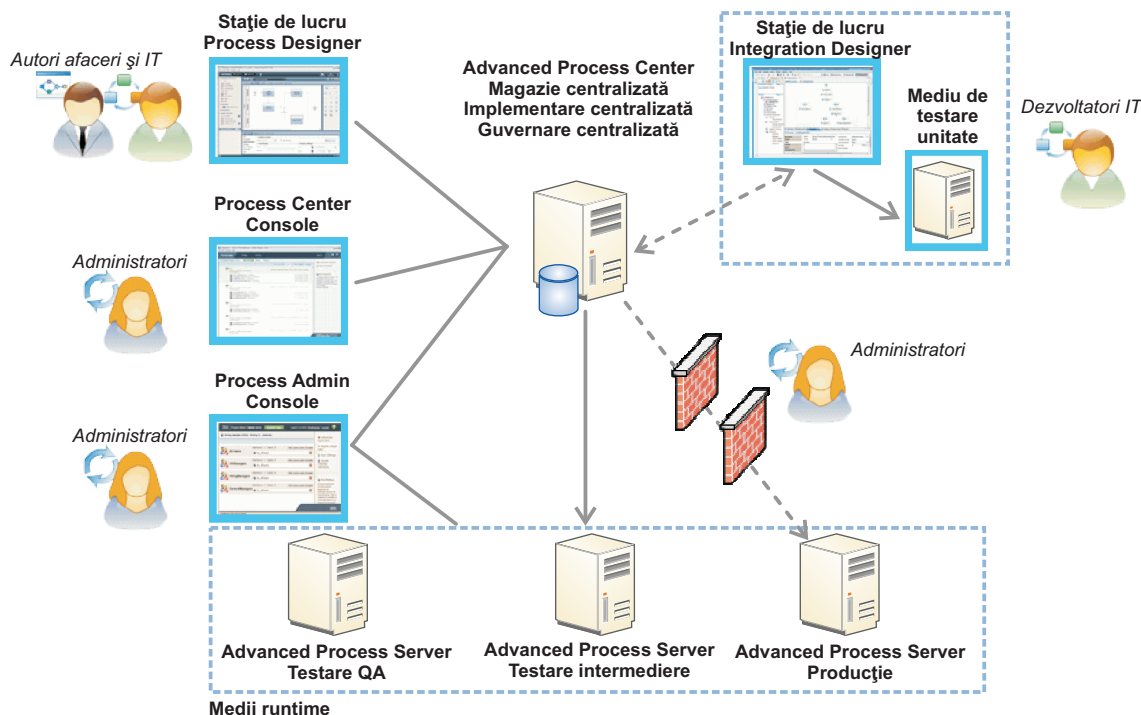 Staţie de lucru
Process Designer
Autori afaceri şi IT
Advanced Process Center
Magazie centralizată
Implementare centralizată
Guvernare centralizată
Staţie de lucru
Integration Designer
Mediu de
testare
unitate
Dezvoltatori IT
Process Center
Console
Administratori
Administratori
Process Admin
Console
Administratori
Advanced Process Server
Testare QA
Advanced Process Server
Testare intermediere
Advanced Process Server
Producţie
Medii runtime